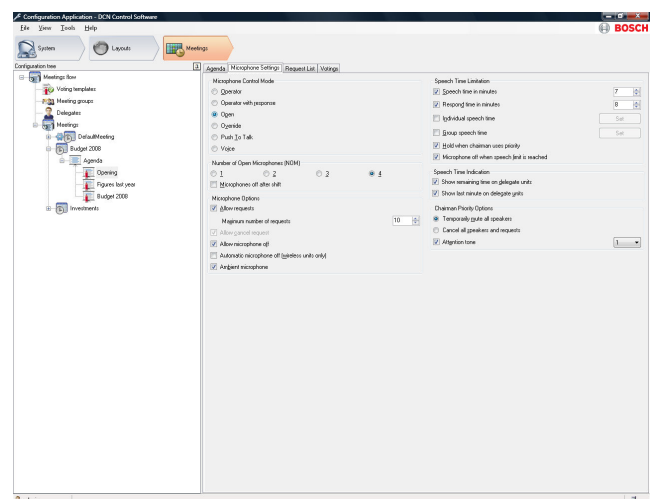 Configuration Application - DCN Control Software
File View Tools Help
BOSCH
System Layouts Meetings
Configuration tree
Meetings flow
Voting templates
Meeting groups
Delegates
Meetings
DefaultMeeting
Budget 2008
Agenda
Opening
Figures last year
Budget 2008
Investments
Agenda Microphone Settings Request List Votings
Microphone Control Mode
Operator
Operator with response
Open
Override
Push To Talk
Voice
Number of Open Microphones (NOM)
1 2 3 4
Microphones off after shift
Microphone Options
Allow requests
Maximum number of requests 10
Allow cancel request
Allow microphone off
Automatic microphone off (wireless units only)
Ambient microphone
Speech Time Limitation
Speech time in minutes 7
Respond time in minutes 8
Individual speech time Set
Group speech time Set
Hold when chairman uses priority
Microphone off when speech limit is reached
Speech Time Indication
Show remaining time on delegate units
Show last minute on delegate units
Chairman Priority Options
Temporarily mute all speakers
Cancel all speakers and requests
Attention tone 1